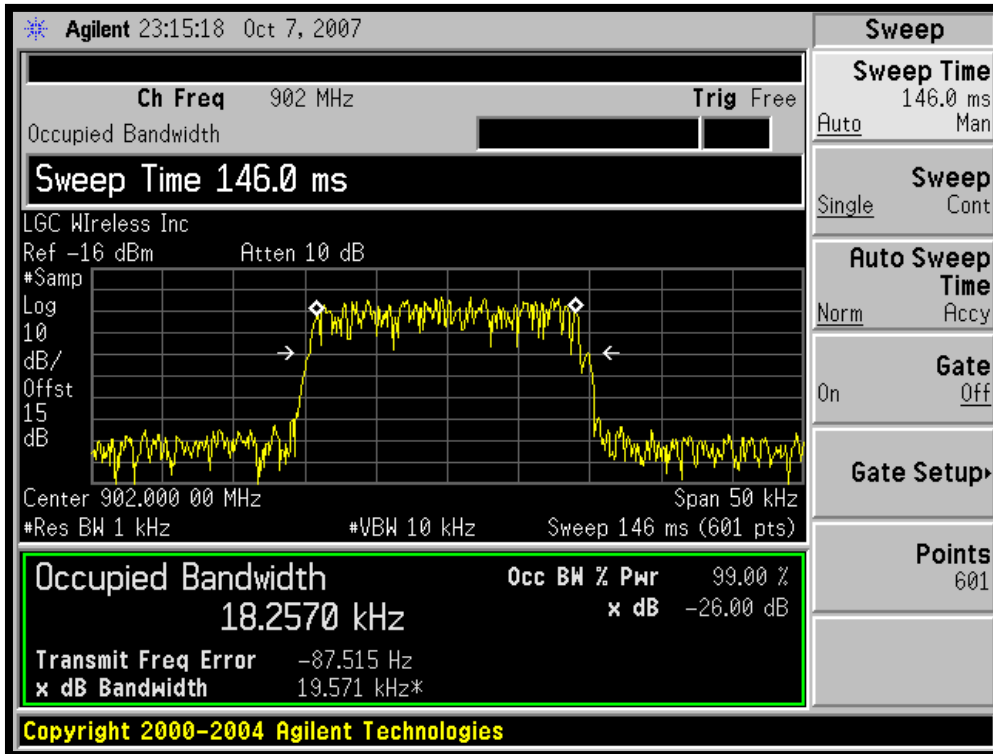 Agilent 23:15:18 Oct 7, 2007
Sweep
Ch Freq 902 MHz Trig Free
Occupied Bandwidth
Sweep Time 146.0 ms
LGC WIreless Inc
Ref -16 dBm Atten 10 dB
#Samp
Log
10
dB/
Offst
15
dB
Center 902.000 00 MHz Span 50 kHz
#Res BW 1 kHz #VBW 10 kHz Sweep 146 ms (601 pts)
Occupied Bandwidth
18.2570 kHz
Occ BW % Pwr 99.00 %
x dB -26.00 dB
Transmit Freq Error -87.515 Hz
x dB Bandwidth 19.571 kHz*
Copyright 2000-2004 Agilent Technologies
Sweep Time
146.0 ms
Auto Man
Sweep
Single Cont
Auto Sweep
Time
Norm Accy
Gate
On Off
Gate Setup
Points
601